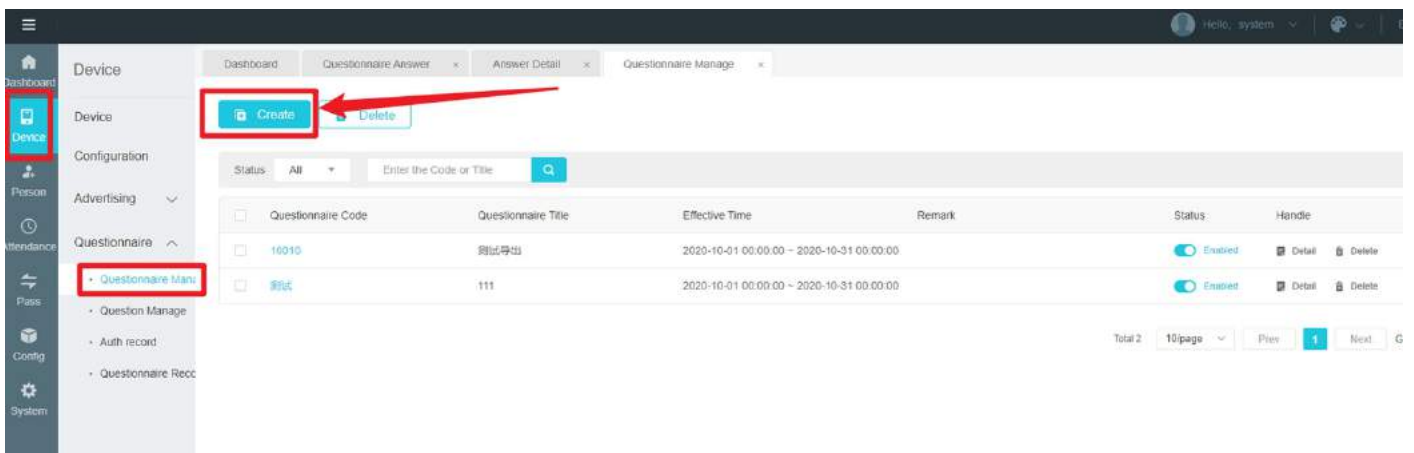 Hello, system
Dashboard
Device
Person
Attendance
Pass
Config
System
Device
Device
Configuration
Advertising
Questionnaire
Questionnaire Mana
Question Manage
Auth record
Questionnaire Reco
Dashboard Questionnaire Answer × Answer Detail × Questionnaire Manage ×
Create Delete
Status All Enter the Code or Title
Questionnaire Code Questionnaire Title Effective Time Remark Status Handle
10010 测试导出 2020-10-01 00:00:00 ~ 2020-10-31 00:00:00 Enabled Detail Delete
测试 111 2020-10-01 00:00:00 ~ 2020-10-31 00:00:00 Enabled Detail Delete
Total 2 10/page Prev 1 Next G